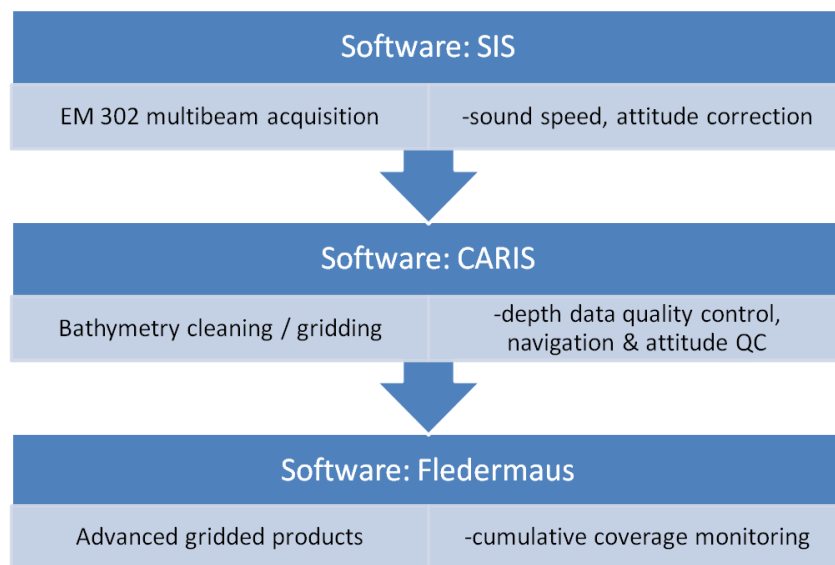 Software: SIS
EM 302 multibeam acquisition
-sound speed, attitude correction
Software: CARIS
Bathymetry cleaning / gridding
-depth data quality control,
navigation & attitude QC
Software: Fledermaus
Advanced gridded products
-cumulative coverage monitoring